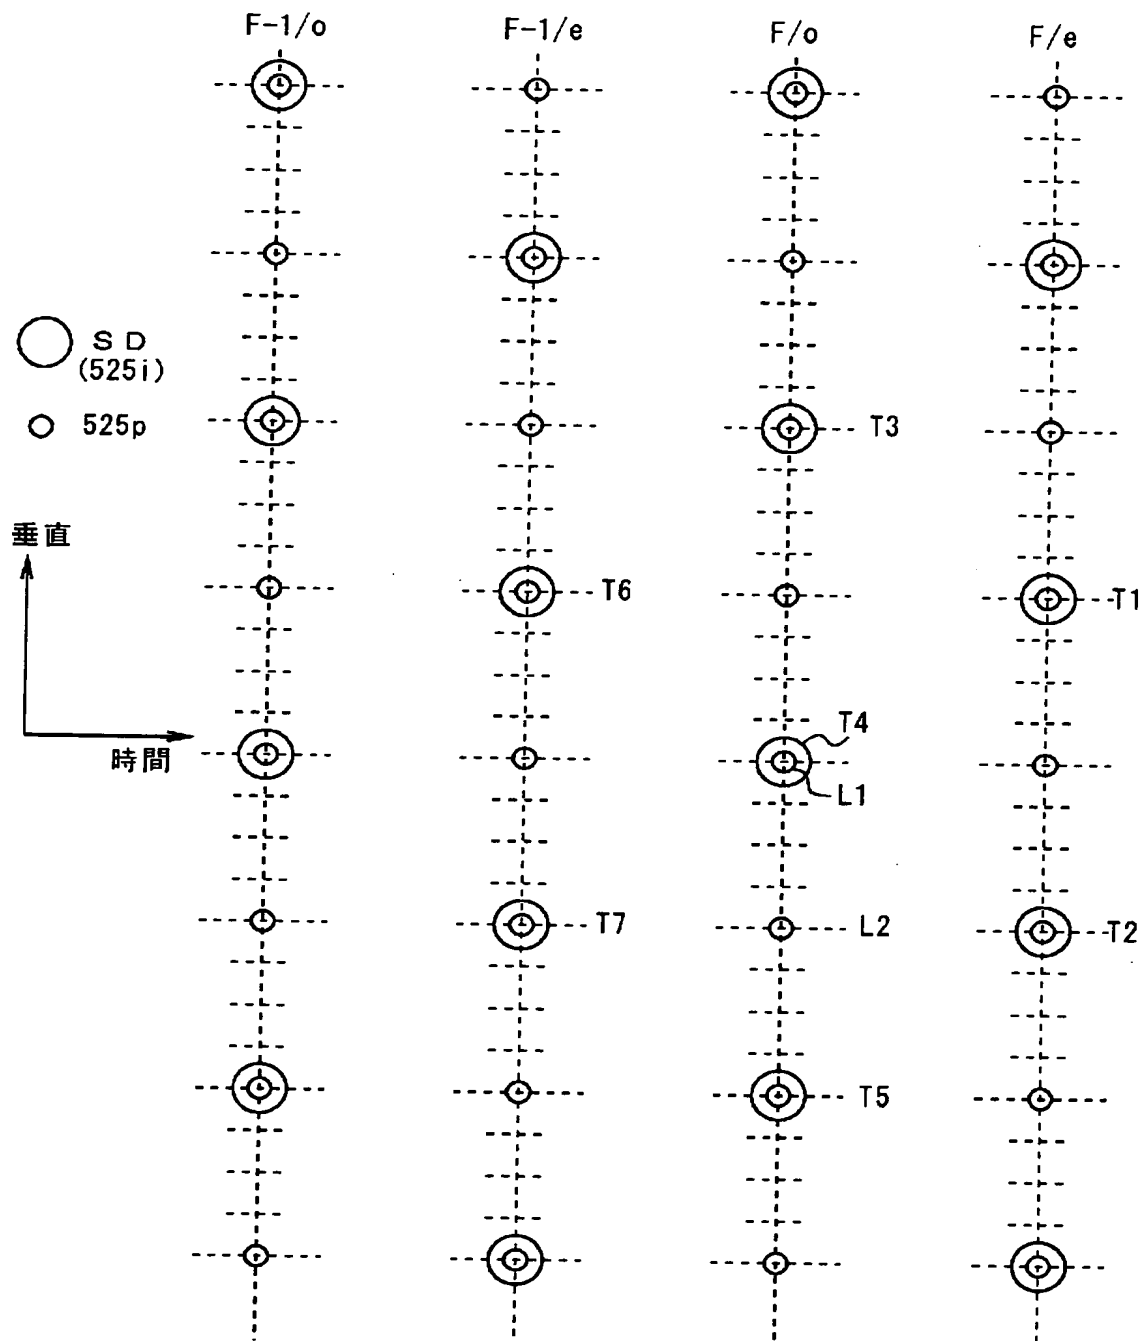 F-1/o F-1/e F/o F/e
SD
(525i)
525p
T3
垂直
T6
T1
T4
時間
L1
T7
L2
T2
T5